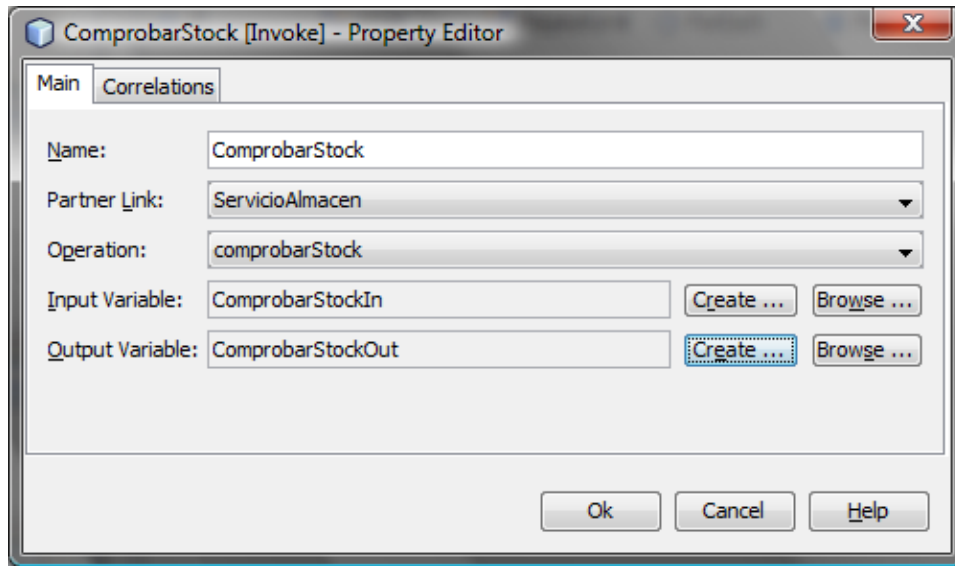 ComprobarStock [Invoke] - Property Editor
Main Correlations
Name: ComprobarStock
Partner Link: ServicioAlmacen
Operation: comprobarStock
Input Variable: ComprobarStockIn Create ... Browse ...
Output Variable: ComprobarStockOut Create ... Browse ...
Ok Cancel Help